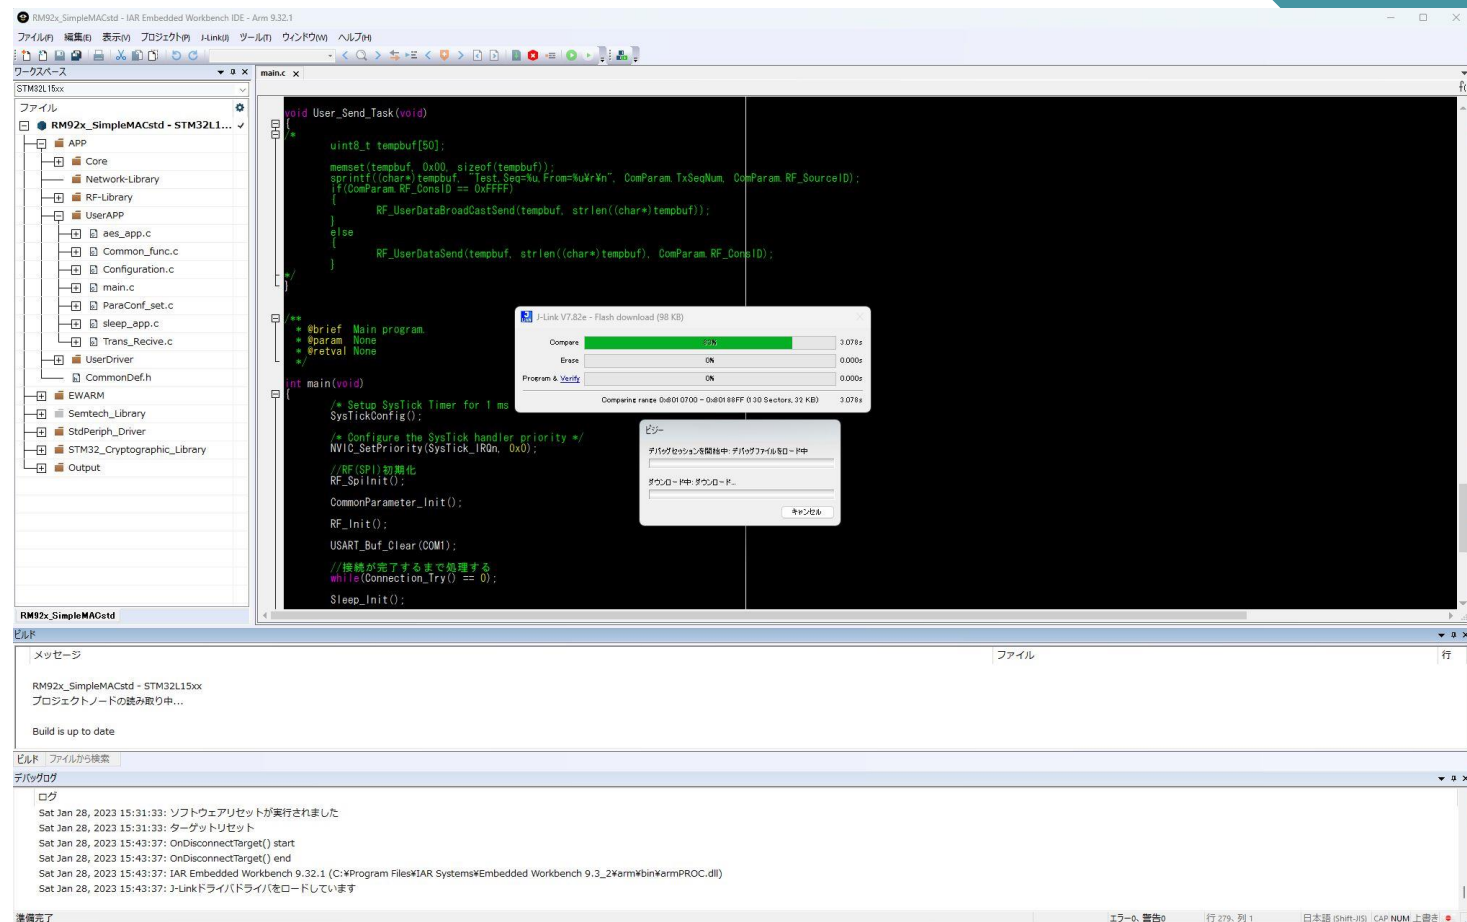 RM92x_SimpleMACstd - IAR Embedded Workbench IDE - Arm 9.32.1
ファイル(F) 編集(E) 表示(V) プロジェクト(P) J-Link(J) ツール(T) ウィンドウ(W) ヘルプ(H)
ワークスペース
STM32L15xx
ファイル
RM92x_SimpleMACstd - STM32L1...
APP
Core
Network-Library
RF-Library
UserAPP
aes_app.c
Common_func.c
Configuration.c
main.c
ParaConf_set.c
sleep_app.c
Trans_Recive.c
UserDriver
CommonDef.h
EWARM
Semtech_Library
StdPeriph_Driver
STM32_Cryptographic_Library
Output
RM92x_SimpleMACstd
main.c x
void User_Send_Task(void)
{
/*
uint8_t tempbuf[50];
memset(tempbuf, 0x00, sizeof(tempbuf));
sprintf((char*)tempbuf, "Test,Seq=%u,From=%u¥r¥n", ComParam.TxSeqNum, ComParam.RF_SourceID);
if(ComParam.RF_ConsID == 0xFFFF)
{
RF_UserDataBroadCastSend(tempbuf, strlen((char*)tempbuf));
}
else
{
RF_UserDataSend(tempbuf, strlen((char*)tempbuf), ComParam.RF_ConsID);
}
*/
}
/**
* @brief Main program.
* @param None
* @retval None
*/
int main(void)
{
/* Setup SysTick Timer for 1 ms
SysTickConfig();
/* Configure the SysTick handler priority */
NVIC_SetPriority(SysTick_IRQn, 0x0);
//RF(SPI)初期化
RF_SpiInit();
CommonParameter_Init();
RF_Init();
USART_Buf_Clear(COM1);
//接続が完了するまで処理する
while(Connection_Try() == 0);
Sleep_Init();
J-Link V7.82e - Flash download (98 KB)
Compare 83% 3.078s
Erase 0% 0.000s
Program & Verify 0% 0.000s
Comparing range 0x8010700 - 0x80188FF (130 Sectors, 32 KB) 3.078s
ビジー
デバッグセッションを開始中: デバッグファイルをロード中
ダウンロード中: ダウンロード...
キャンセル
ビルド
メッセージ ファイル 行
RM92x_SimpleMACstd - STM32L15xx
プロジェクトノードの読み取り中...
Build is up to date
ビルド ファイルから検索
デバッグログ
ログ
Sat Jan 28, 2023 15:31:33: ソフトウェアリセットが実行されました
Sat Jan 28, 2023 15:31:33: ターゲットリセット
Sat Jan 28, 2023 15:43:37: OnDisconnectTarget() start
Sat Jan 28, 2023 15:43:37: OnDisconnectTarget() end
Sat Jan 28, 2023 15:43:37: IAR Embedded Workbench 9.32.1 (C:¥Program Files¥IAR Systems¥Embedded Workbench 9.3_2¥arm¥bin¥armPROC.dll)
Sat Jan 28, 2023 15:43:37: J-Linkドライバドライバをロードしています
準備完了 エラー0、警告0 行 279、列 1 日本語 (Shift-JIS) CAP NUM 上書き